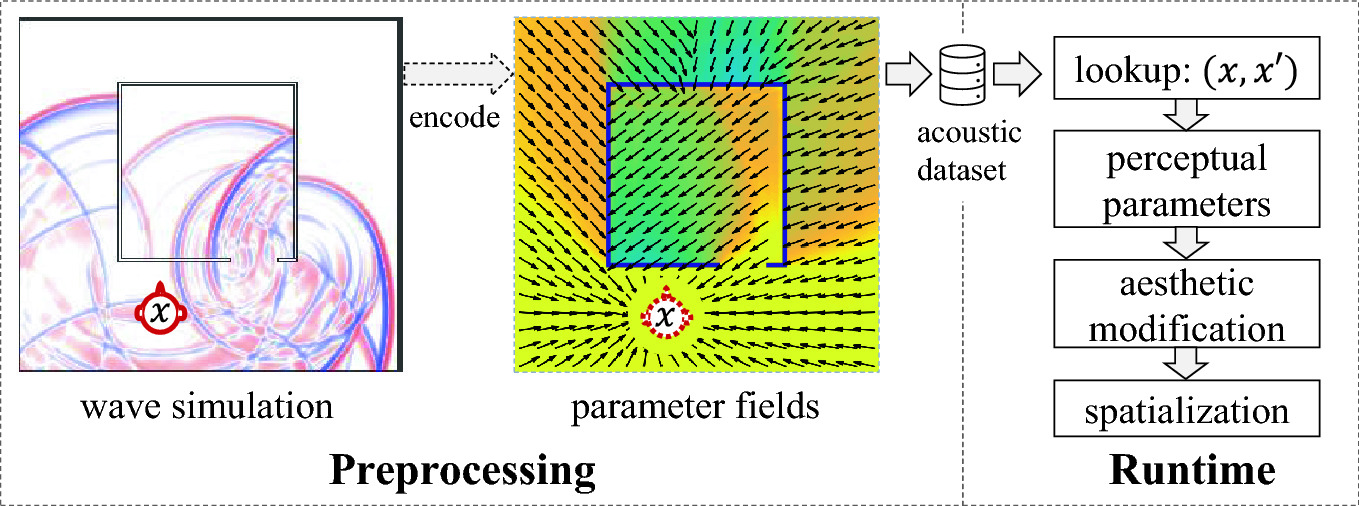 x
wave simulation
encode
x
parameter fields
acoustic
dataset
Preprocessing
lookup: (x, x′)
perceptual
parameters
aesthetic
modification
spatialization
Runtime